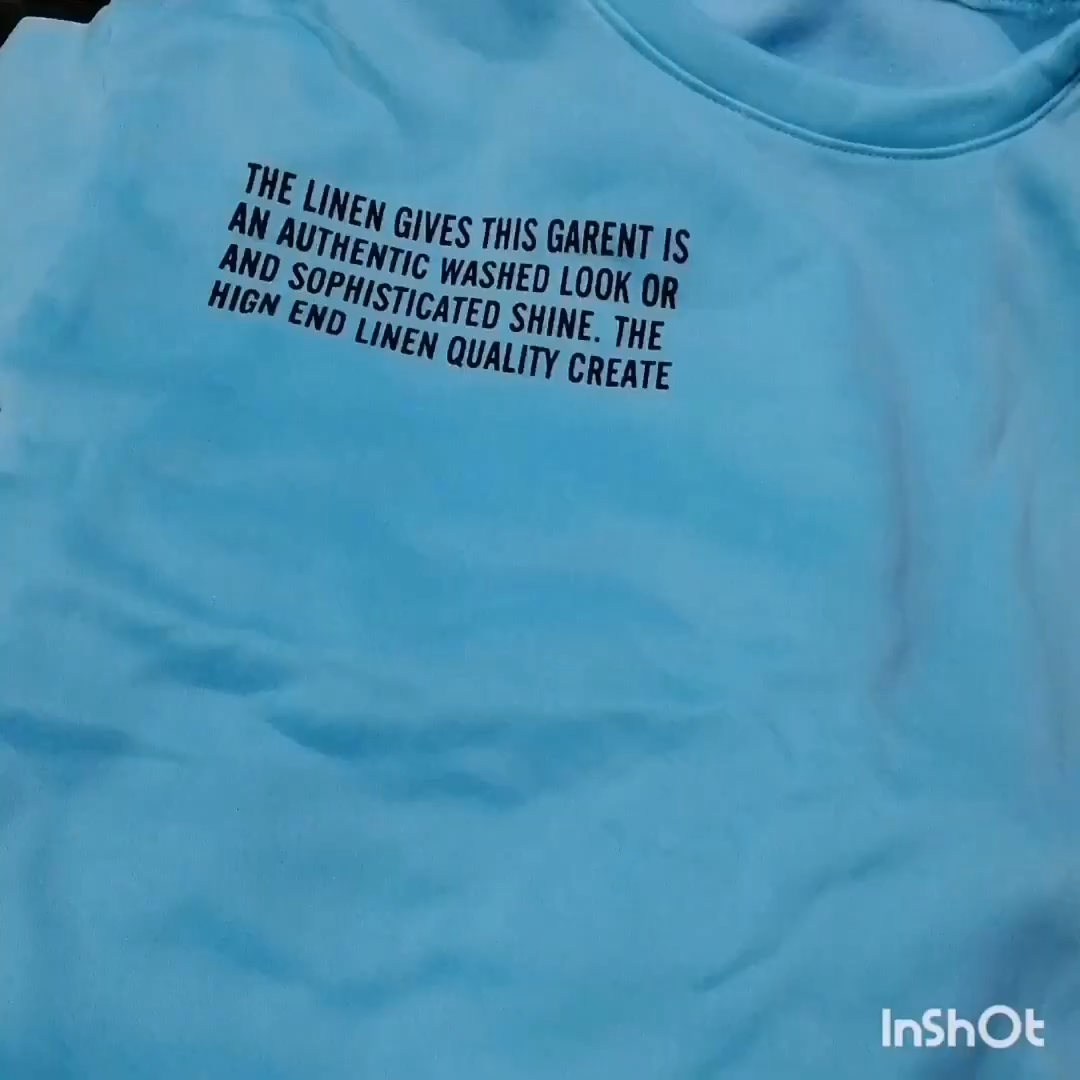 THE LINEN GIVES THIS GARENT IS
AN AUTHENTIC WASHED LOOK OR
AND SOPHISTICATED SHINE. THE
HIGN END LINEN QUALITY CREATE
InShOt